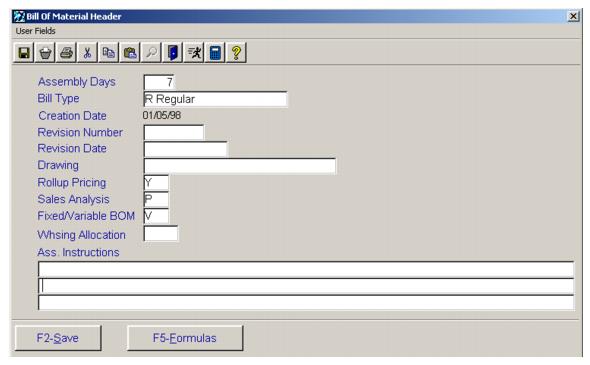 Bill Of Material Header
User Fields
Assembly Days 7
Bill Type R Regular
Creation Date 01/05/98
Revision Number
Revision Date
Drawing
Rollup Pricing Y
Sales Analysis P
Fixed/Variable BOM V
Whsing Allocation
Ass. Instructions
F2-Save F5-Formulas